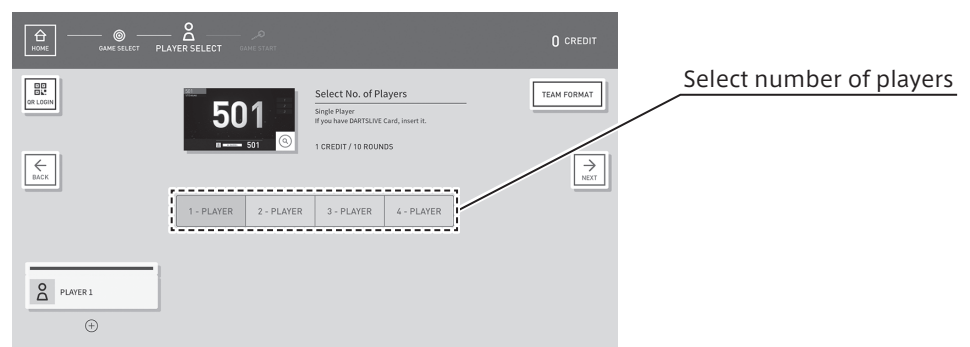 HOME
GAME SELECT
PLAYER SELECT
GAME START
0 CREDIT
QR LOGIN
501
501
Select No. of Players
Single Player
If you have DARTSLIVE Card, insert it.
1 CREDIT / 10 ROUNDS
TEAM FORMAT
Select number of players
BACK
NEXT
1 - PLAYER
2 - PLAYER
3 - PLAYER
4 - PLAYER
PLAYER 1